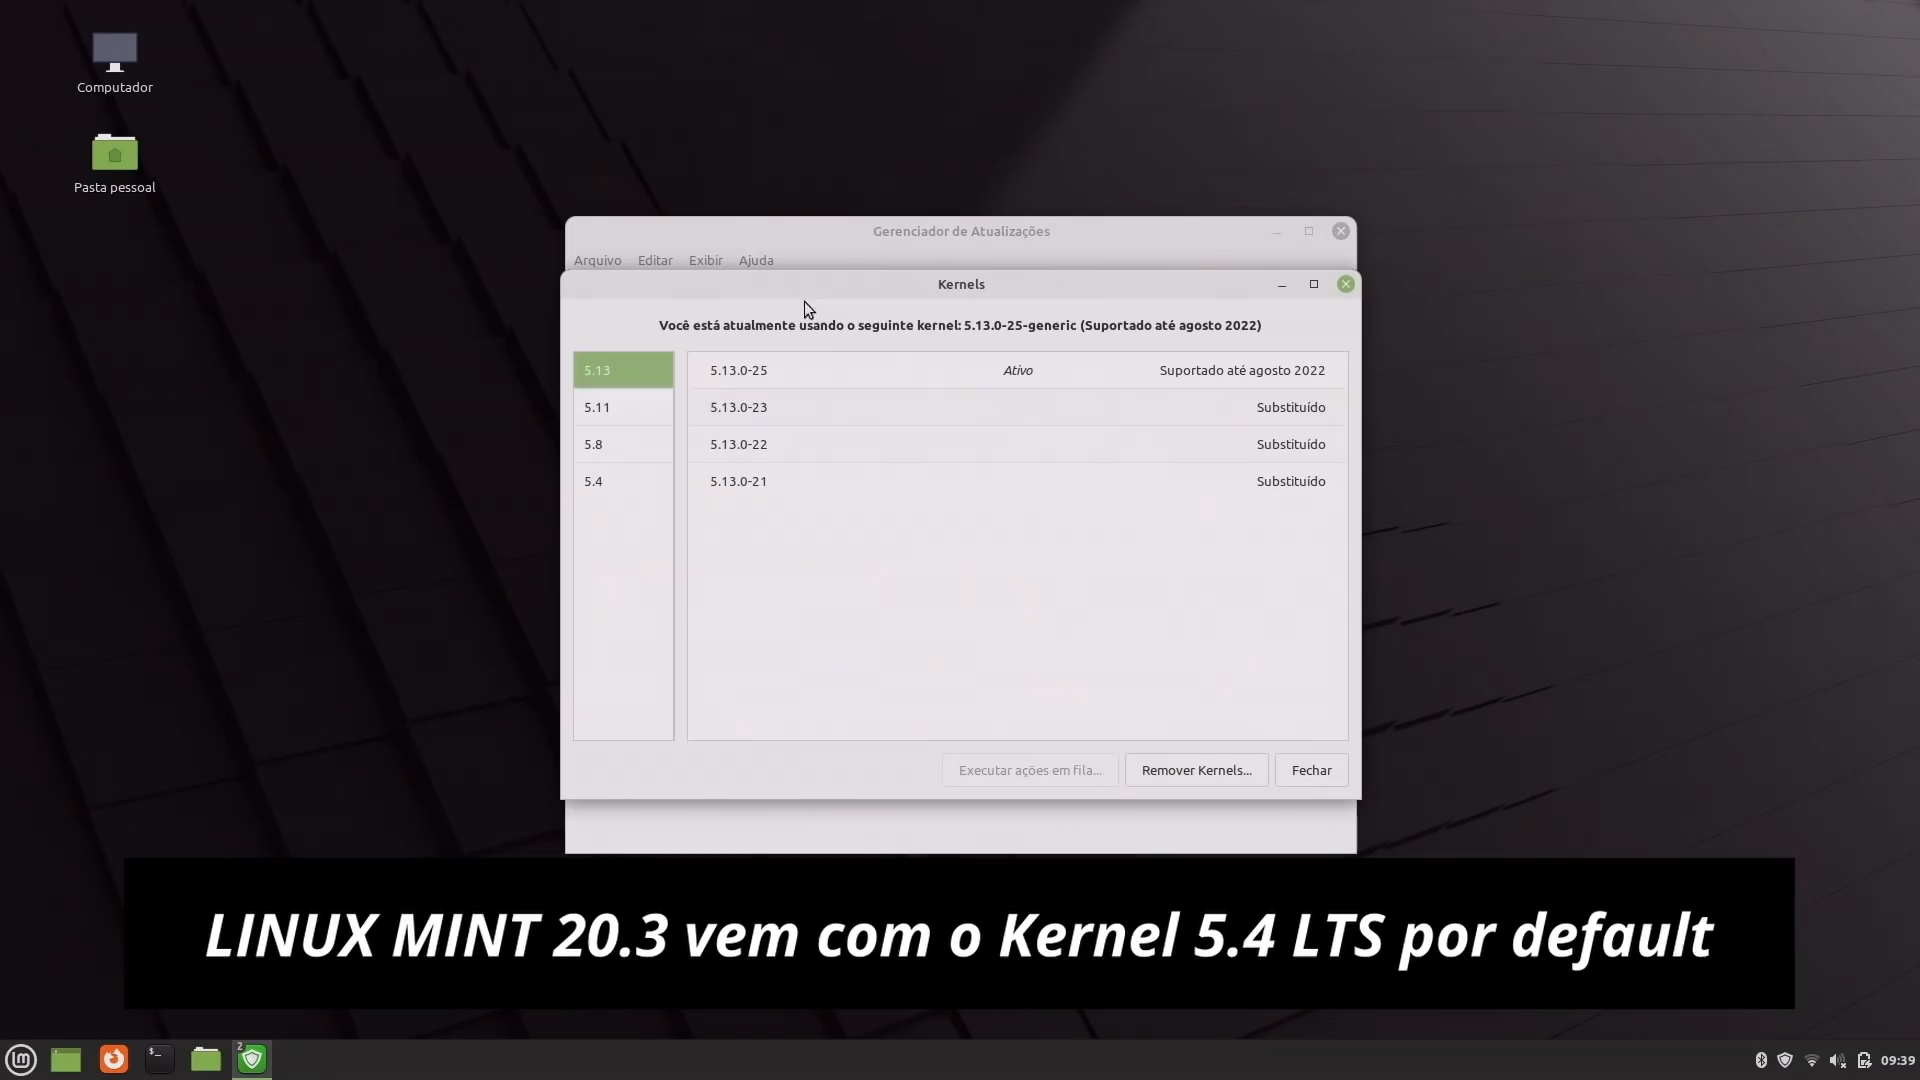 Computador
Pasta pessoal
Gerenciador de Atualizações
Arquivo Editar Exibir Ajuda
Kernels
Você está atualmente usando o seguinte kernel: 5.13.0-25-generic (Suportado até agosto 2022)
5.13
5.11
5.8
5.4
5.13.0-25 Ativo Suportado até agosto 2022
5.13.0-23 Substituído
5.13.0-22 Substituído
5.13.0-21 Substituído
Executar ações em fila... Remover Kernels... Fechar
LINUX MINT 20.3 vem com o Kernel 5.4 LTS por default
lm
$_
2
09:39